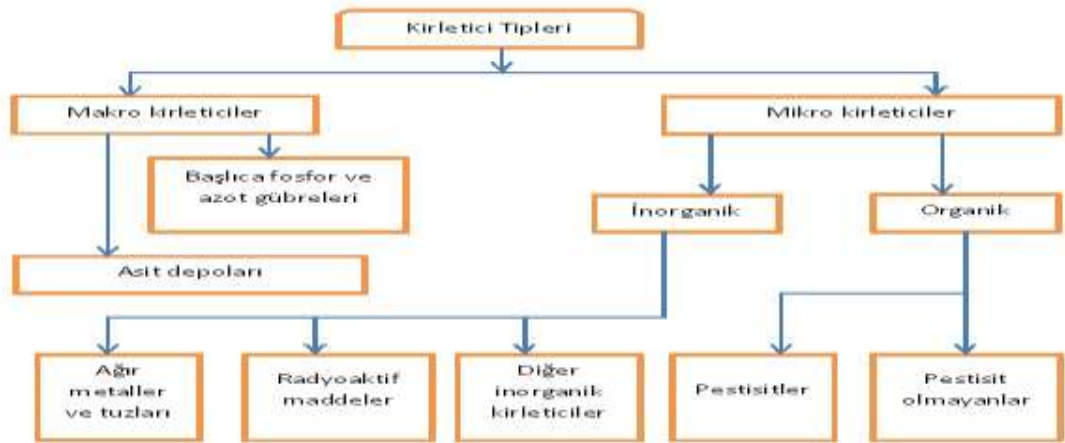 Kirletici Tipleri
Makro kirleticiler
Mikro kirleticiler
Başlıca fosfor ve
azot gübreleri
İnorganik
Organik
Asit depoları
Ağır
metaller
ve tuzları
Radyoaktif
maddeler
Diğer
inorganik
kirleticiler
Pestisitler
Pestisit
olmayanlar